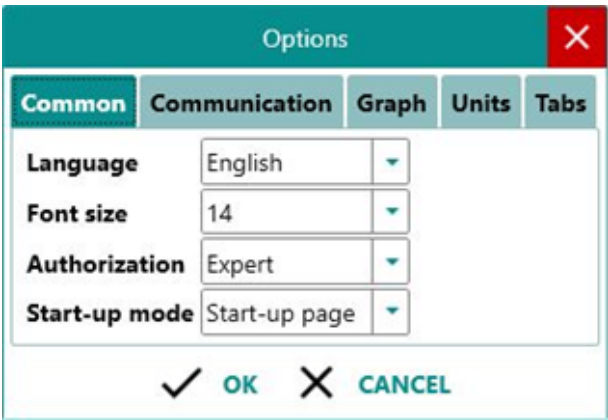 Options
Common Communication Graph Units Tabs
Language English
Font size 14
Authorization Expert
Start-up mode Start-up page
OK CANCEL